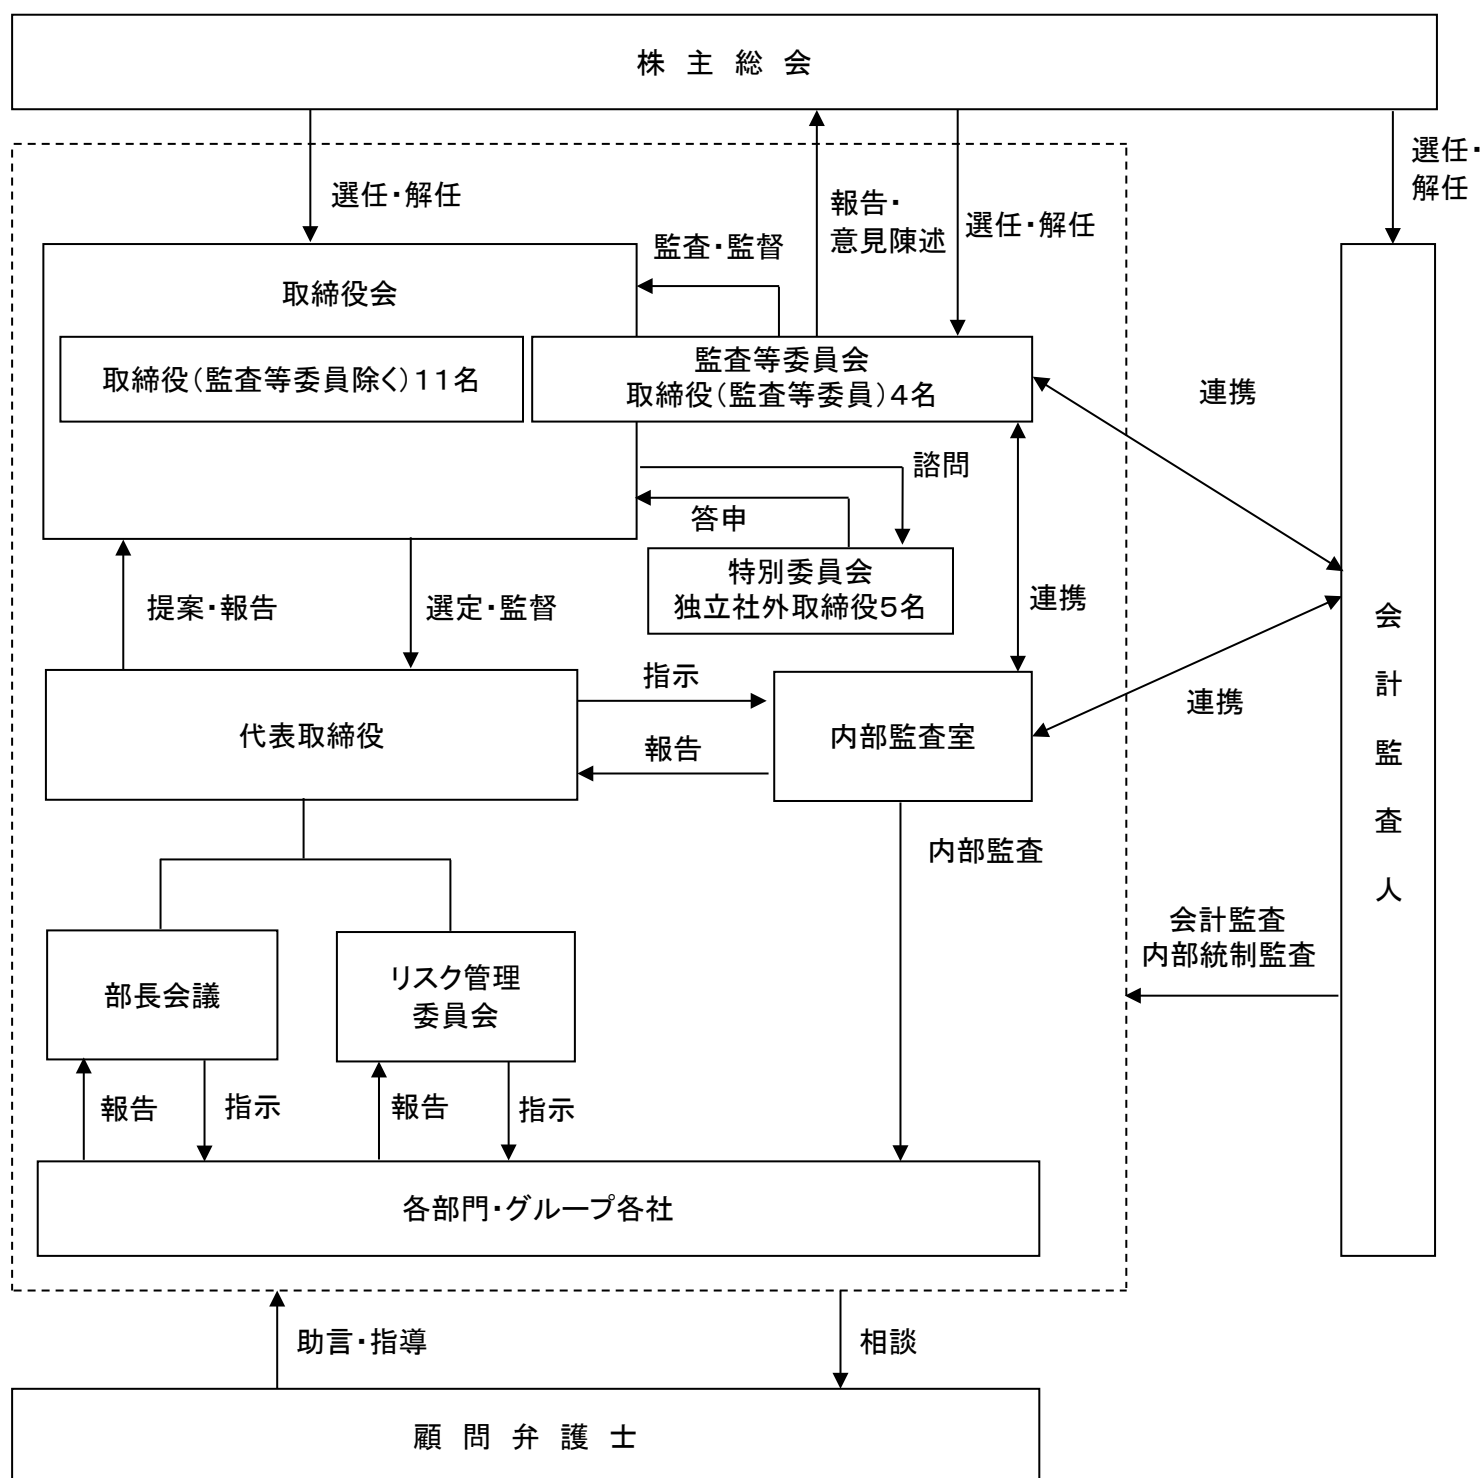 株 主 総 会
選任・解任
報告・
意見陳述
選任・解任
選任・
解任
監査・監督
取締役会
取締役(監査等委員除く)11名
監査等委員会
取締役(監査等委員)4名
連携
諮問
答申
特別委員会
独立社外取締役5名
連携
提案・報告
選定・監督
指示
代表取締役
報告
内部監査室
連携
会計監査人
内部監査
会計監査
内部統制監査
部長会議
リスク管理
委員会
報告
指示
報告
指示
各部門・グループ各社
助言・指導
相談
顧 問 弁 護 士